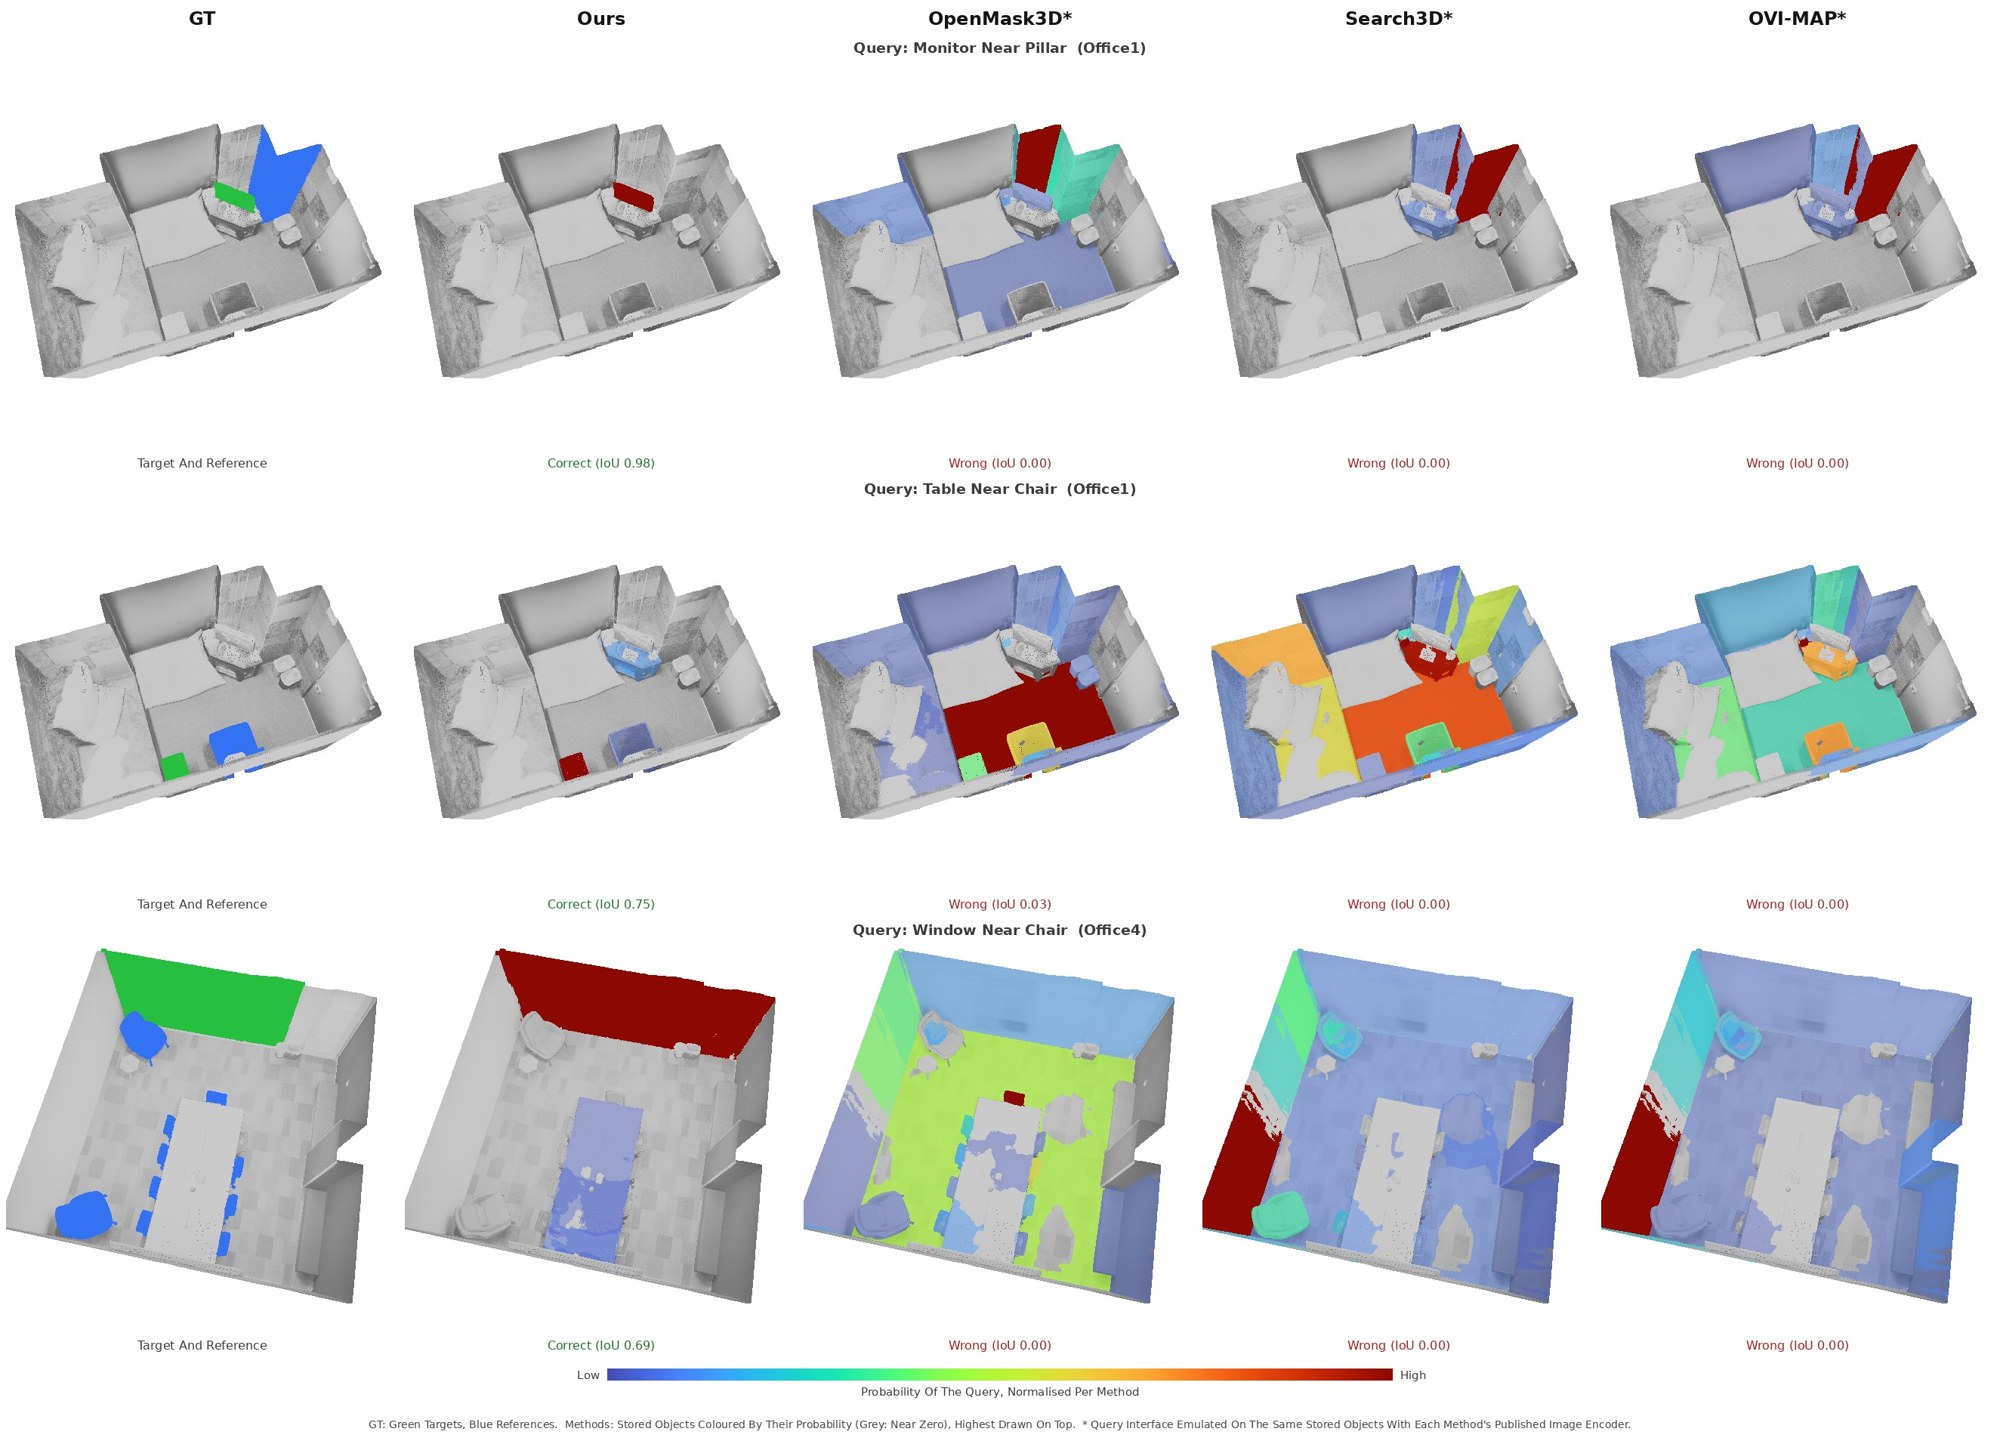 GT Ours OpenMask3D* Search3D* OVI-MAP*
Query: Monitor Near Pillar (Office1)
Target And Reference Correct (IoU 0.98) Wrong (IoU 0.00) Wrong (IoU 0.00) Wrong (IoU 0.00)
Query: Table Near Chair (Office1)
Target And Reference Correct (IoU 0.75) Wrong (IoU 0.03) Wrong (IoU 0.00) Wrong (IoU 0.00)
Query: Window Near Chair (Office4)
Target And Reference Correct (IoU 0.69) Wrong (IoU 0.00) Wrong (IoU 0.00) Wrong (IoU 0.00)
Low High
Probability Of The Query, Normalised Per Method
GT: Green Targets, Blue References. Methods: Stored Objects Coloured By Their Probability (Grey: Near Zero), Highest Drawn On Top. * Query Interface Emulated On The Same Stored Objects With Each Method's Published Image Encoder.